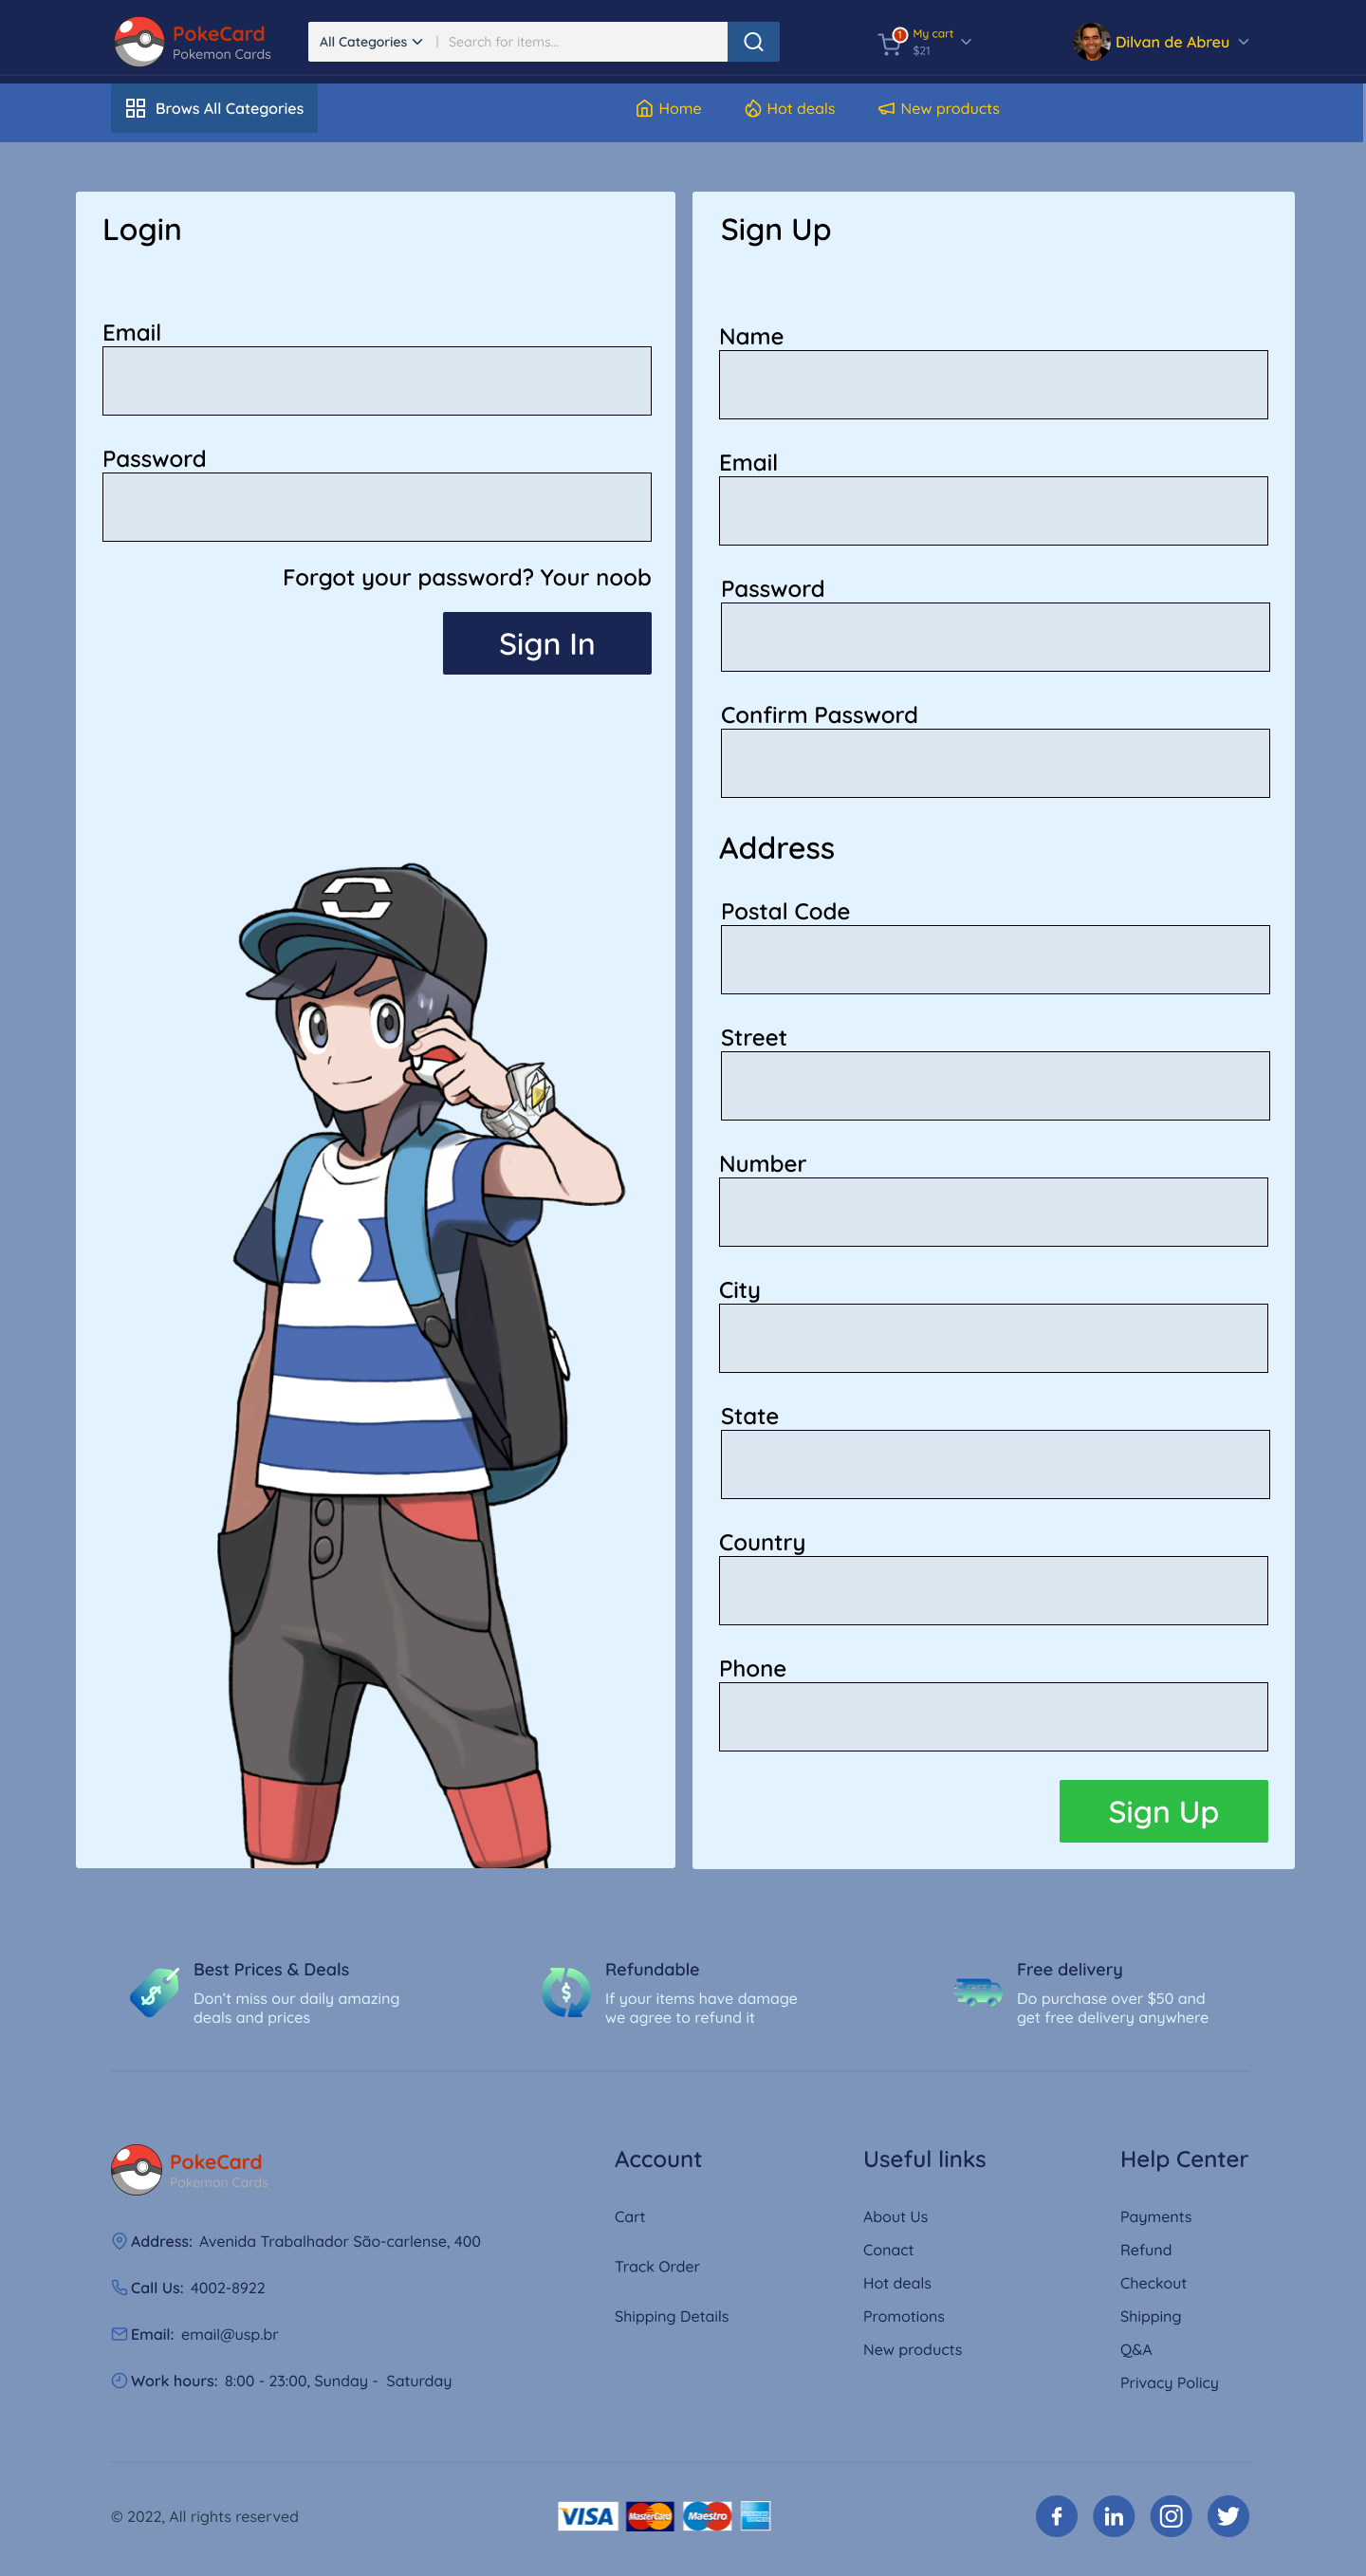 PokeCard
Pokemon Cards
All Categories
Search for items...
1
My cart
$21
Dilvan de Abreu
Brows All Categories
Home
Hot deals
New products
Login
Email
Password
Forgot your password? Your noob
Sign In
Sign Up
Name
Email
Password
Confirm Password
Address
Postal Code
Street
Number
City
State
Country
Phone
Sign Up
Best Prices & Deals
Don't miss our daily amazing
deals and prices
Refundable
If your items have damage
we agree to refund it
FREE
Free delivery
Do purchase over $50 and
get free delivery anywhere
PokeCard
Pokemon Cards
Address: Avenida Trabalhador São-carlense, 400
Call Us: 4002-8922
Email: email@usp.br
Work hours: 8:00 - 23:00, Sunday - Saturday
Account
Cart
Track Order
Shipping Details
Useful links
About Us
Conact
Hot deals
Promotions
New products
Help Center
Payments
Refund
Checkout
Shipping
Q&A
Privacy Policy
© 2022, All rights reserved
VISA
MasterCard
Maestro